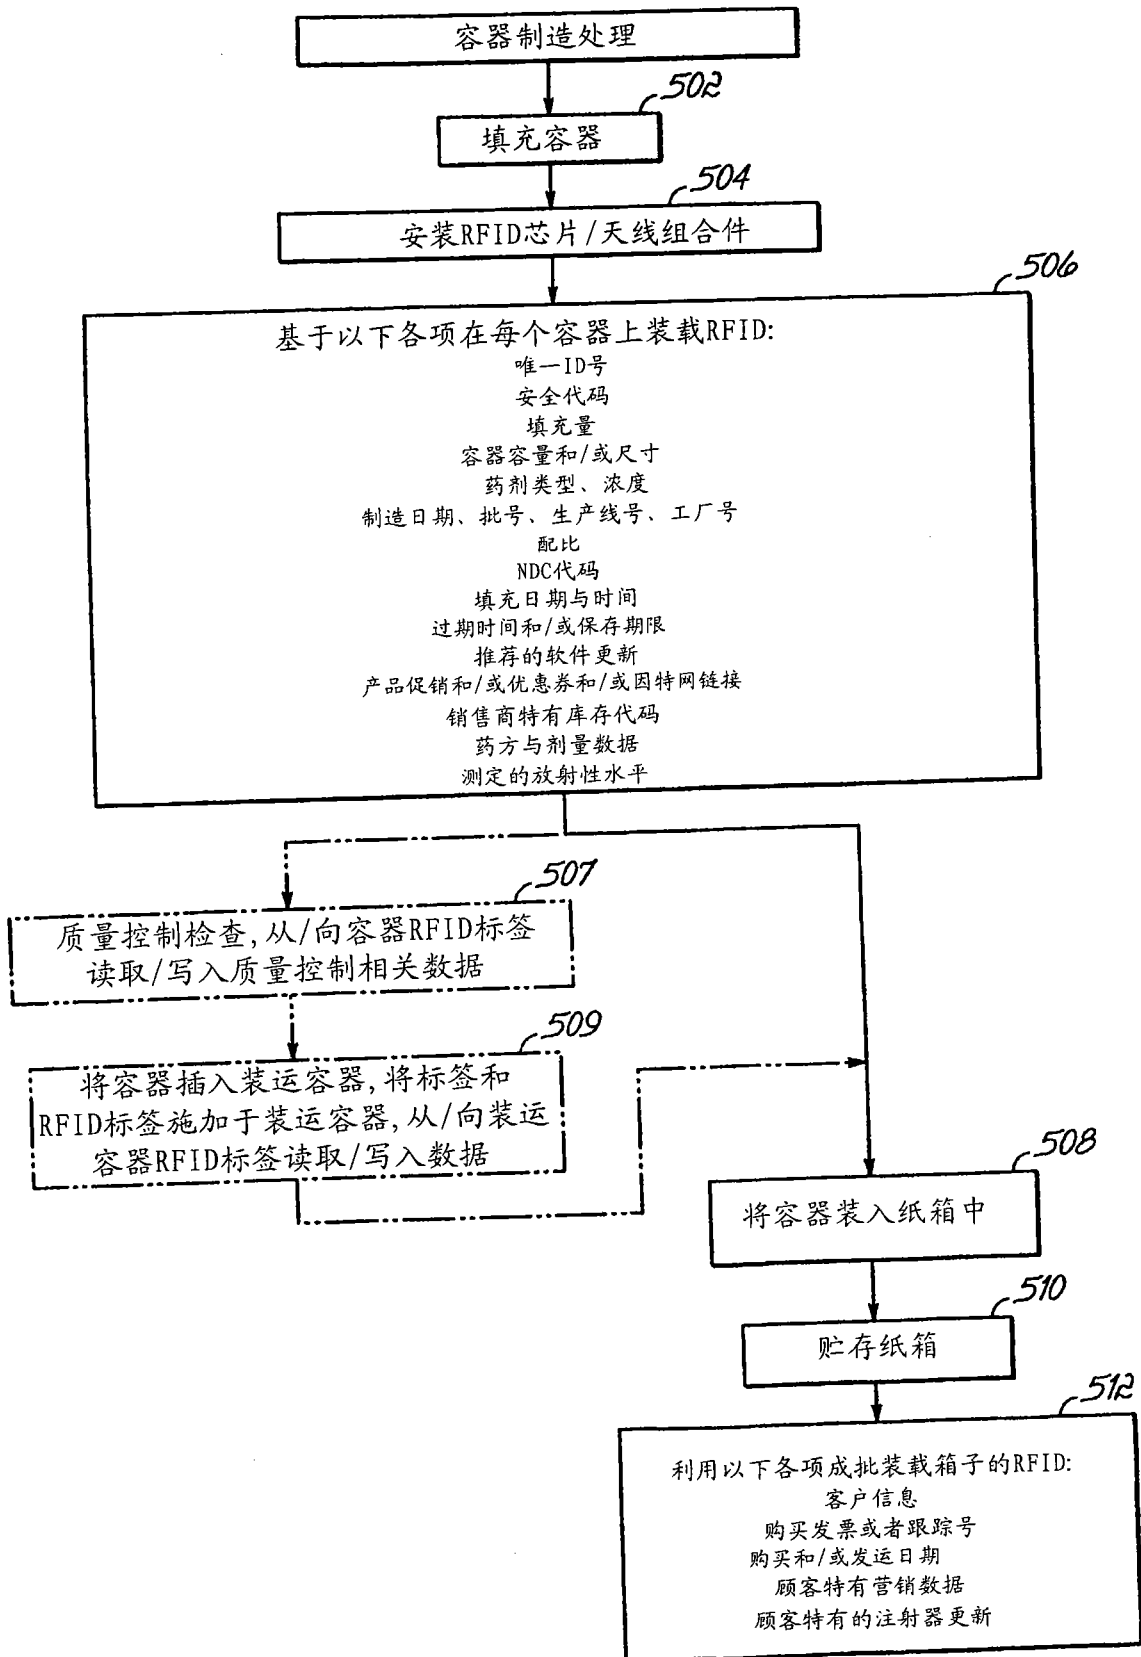 容器制造处理
502
填充容器
504
安装RFID芯片/天线组合件
506
基于以下各项在每个容器上装载RFID:
唯一ID号
安全代码
填充量
容器容量和/或尺寸
药剂类型、浓度
制造日期、批号、生产线号、工厂号
配比
NDC代码
填充日期与时间
过期时间和/或保存期限
推荐的软件更新
产品促销和/或优惠券和/或因特网链接
销售商特有库存代码
药方与剂量数据
测定的放射性水平
507
质量控制检查,从/向容器RFID标签
读取/写入质量控制相关数据
509
将容器插入装运容器,将标签和
RFID标签施加于装运容器,从/向装运
容器RFID标签读取/写入数据
508
将容器装入纸箱中
510
贮存纸箱
512
利用以下各项成批装载箱子的RFID:
客户信息
购买发票或者跟踪号
购买和/或发运日期
顾客特有营销数据
顾客特有的注射器更新